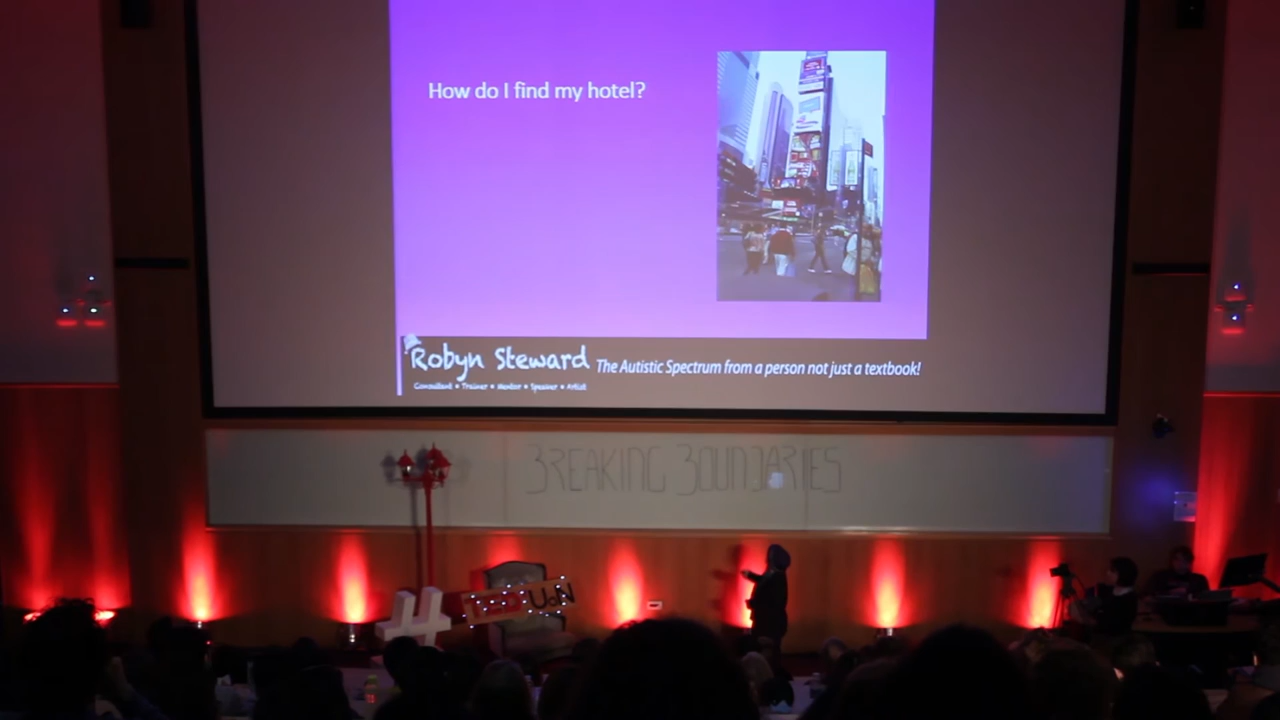 How do I find my hotel?
Robyn Steward
The Autistic Spectrum from a person not just a textbook!
Consultant • Trainer • Mentor • Speaker • Artist
BREAKING BOUNDARIES
#
TEDxUoN